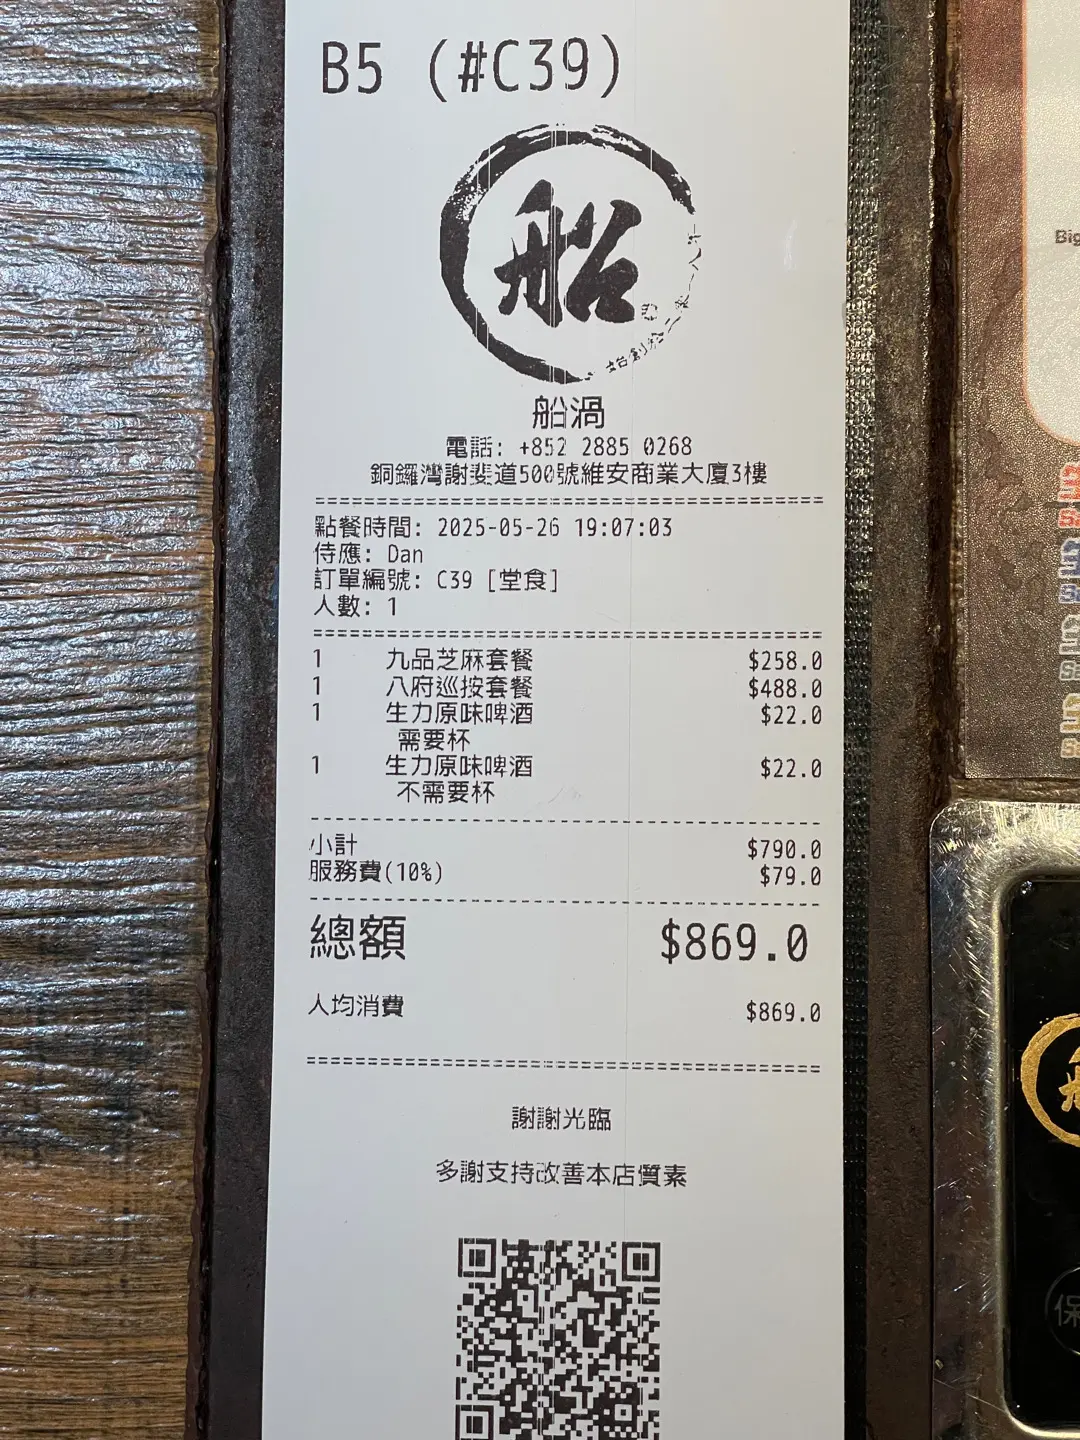 B5 (#C39)
船
船渦
電話: +852 2885 0268
銅鑼灣謝斐道500號維安商業大廈3樓
點餐時間: 2025-05-26 19:07:03
侍應: Dan
訂單編號: C39 [堂食]
人數: 1
1 九品芝麻套餐 $258.0
1 八府巡按套餐 $488.0
1 生力原味啤酒 $22.0
需要杯
1 生力原味啤酒 $22.0
不需要杯
小計 $790.0
服務費(10%) $79.0
總額 $869.0
人均消費 $869.0
謝謝光臨
多謝支持改善本店質素
Big
保